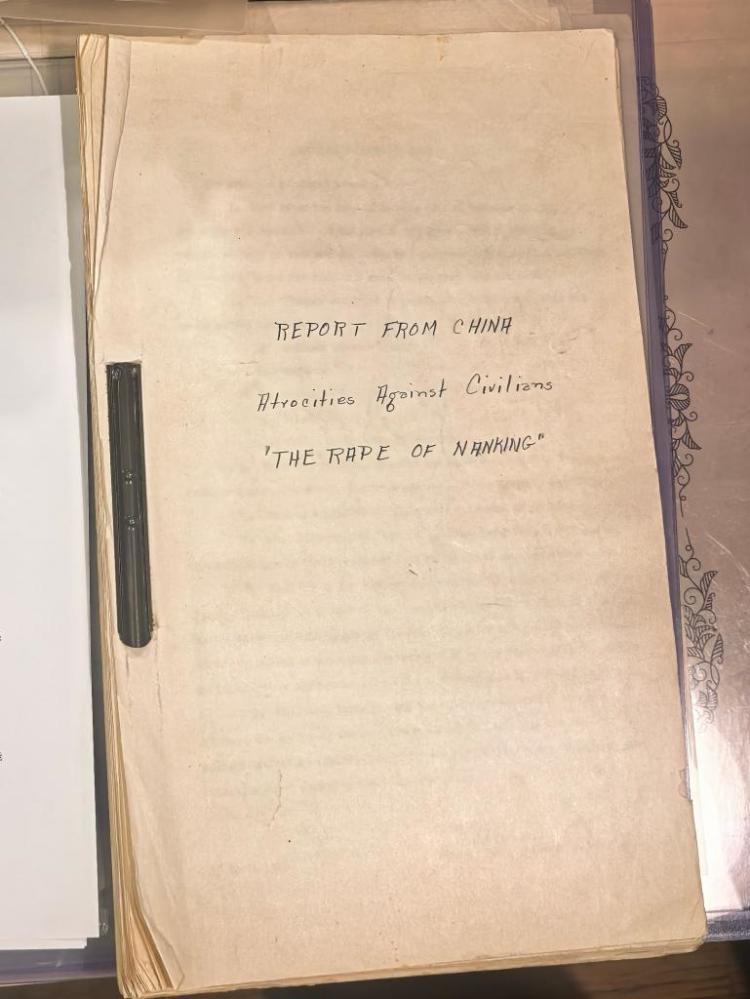 REPORT FROM CHINA
Atrocities Against Civilians
'THE RAPE OF NANKING"